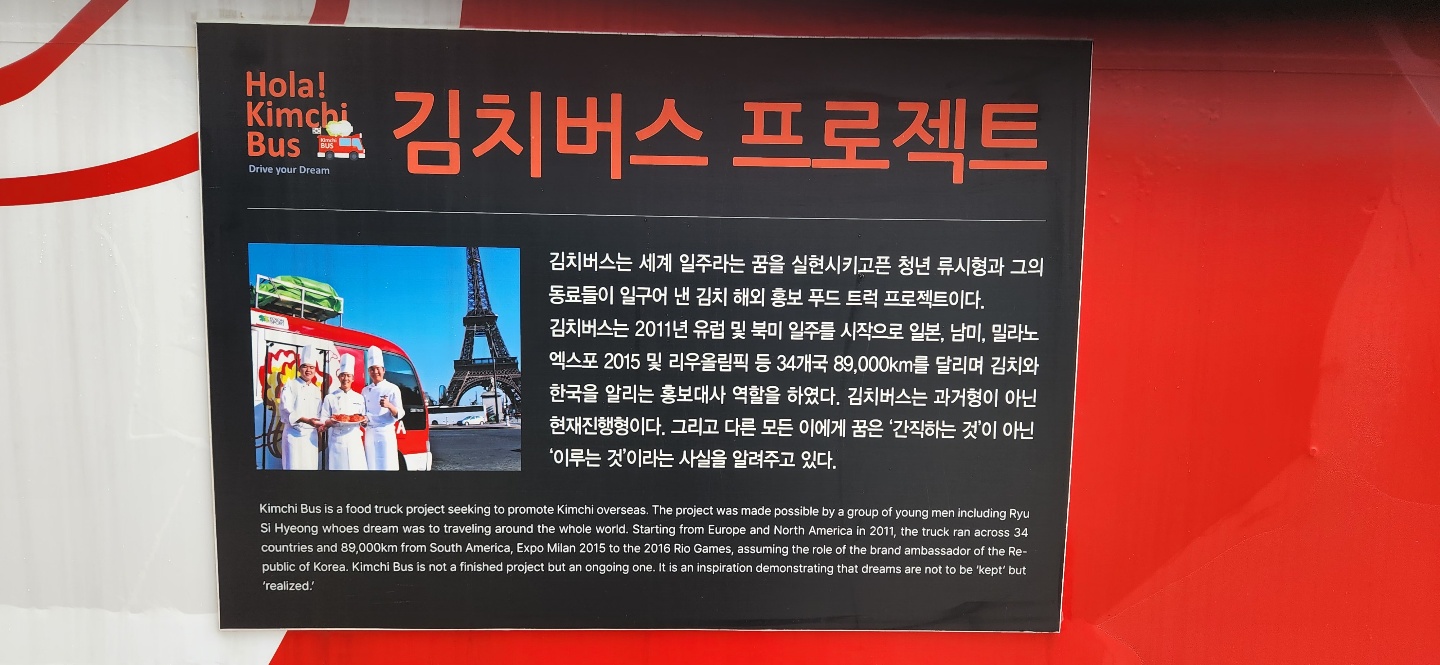 Hola!
Kimchi
Bus
Kimchi
BUS
Drive your Dream
김치버스 프로젝트
김치버스는 세계 일주라는 꿈을 실현시키고픈 청년 류시형과 그의
동료들이 일구어 낸 김치 해외 홍보 푸드 트럭 프로젝트이다.
김치버스는 2011년 유럽 및 북미 일주를 시작으로 일본, 남미, 밀라노
엑스포 2015 및 리우올림픽 등 34개국 89,000km를 달리며 김치와
한국을 알리는 홍보대사 역할을 하였다. 김치버스는 과거형이 아닌
현재진행형이다. 그리고 다른 모든 이에게 꿈은 ‘간직하는 것’이 아닌
‘이루는 것’이라는 사실을 알려주고 있다.
Kimchi Bus is a food truck project seeking to promote Kimchi overseas. The project was made possible by a group of young men including Ryu
Si Hyeong whoes dream was to traveling around the whole world. Starting from Europe and North America in 2011, the truck ran across 34
countries and 89,000km from South America, Expo Milan 2015 to the 2016 Rio Games, assuming the role of the brand ambassador of the Re-
public of Korea. Kimchi Bus is not a finished project but an ongoing one. It is an inspiration demonstrating that dreams are not to be ‘kept’ but
‘realized.’